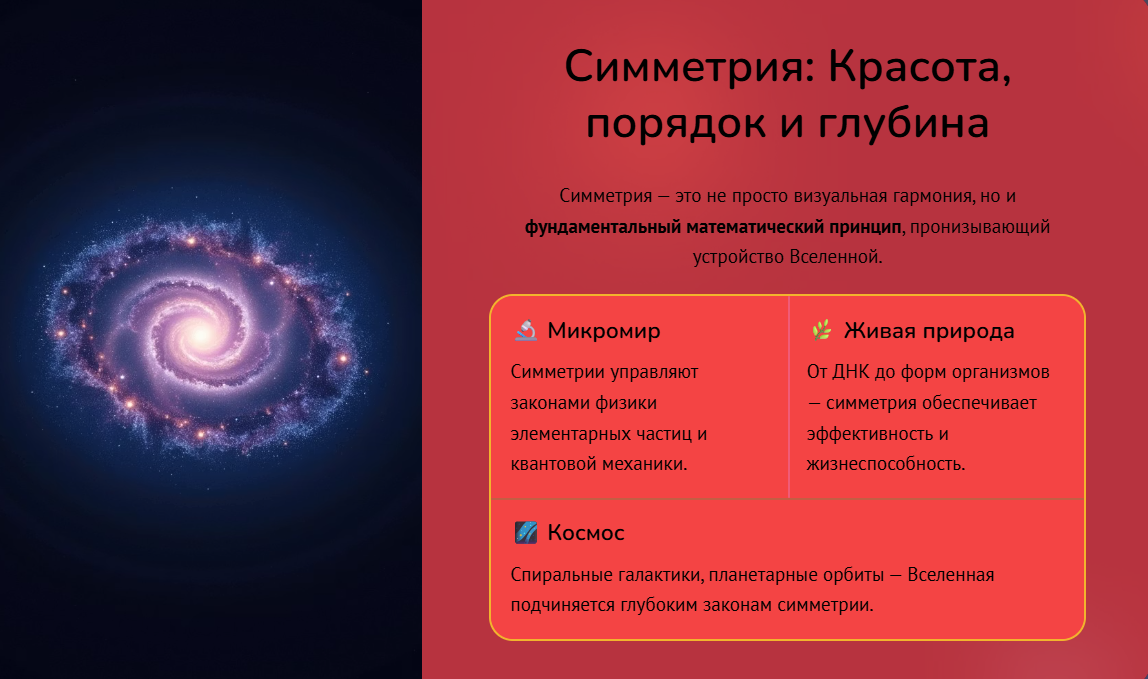 Симметрия: Красота,
порядок и глубина
Симметрия — это не просто визуальная гармония, но и
фундаментальный математический принцип, пронизывающий
устройство Вселенной.
Микромир
Симметрии управляют
законами физики
элементарных частиц и
квантовой механики.
Живая природа
От ДНК до форм организмов
— симметрия обеспечивает
эффективность и
жизнеспособность.
Космос
Спиральные галактики, планетарные орбиты — Вселенная
подчиняется глубоким законам симметрии.